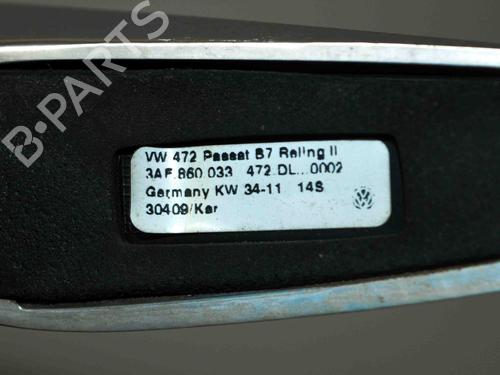 B-PARTS
VW 472 Passat B7 Reling II
3AF.860.033 472.DL...0002
Germany KW 34-11 14S
30409/Kar